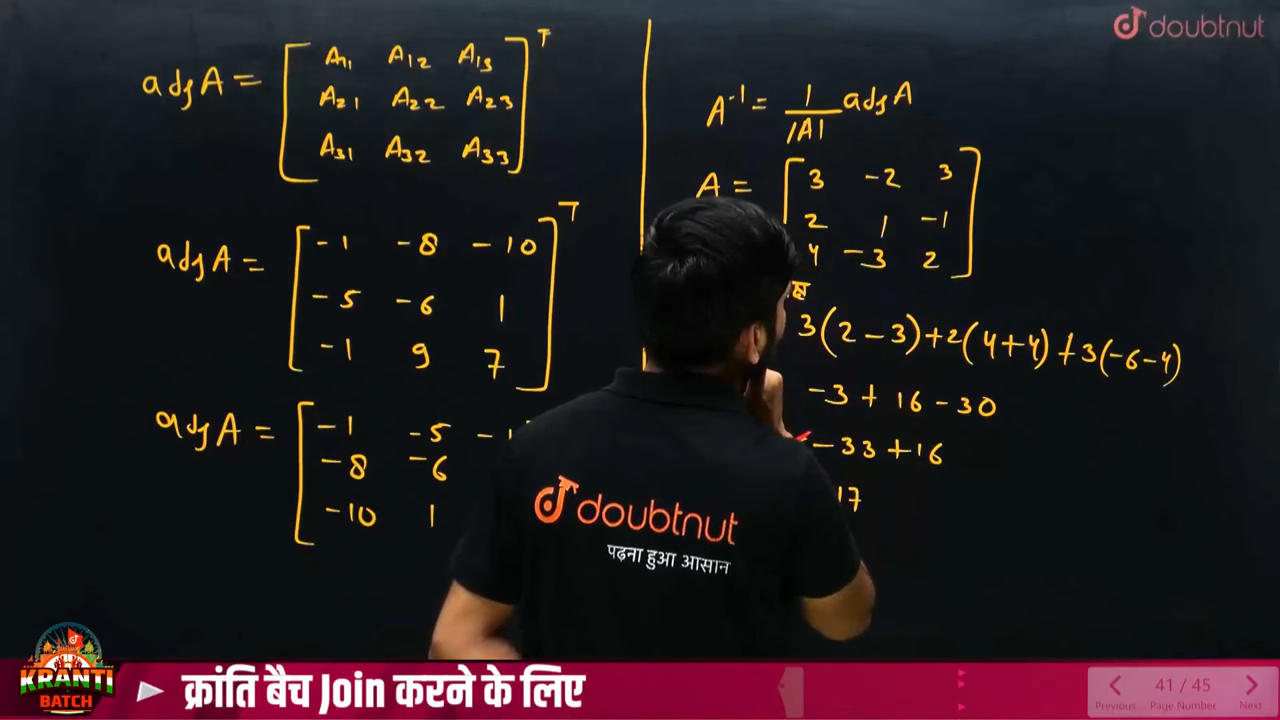 doubtnut
adj A = [ A11 A12 A13
A21 A22 A23
A31 A32 A33 ]^T
adj A = [ -1 -8 -10
-5 -6 1
-1 9 7 ]^T
adj A = [ -1 -5 -1
-8 -6
-10 1
A^-1 = 1/|A| adj A
A = [ 3 -2 3
2 1 -1
4 -3 2 ]
3(2-3)+2(4+4)+3(-6-4)
-3+16-30
-33+16
17
doubtnut
पढ़ना हुआ आसान
KRANTI
BATCH
क्रांति बैच Join करने के लिए
41 / 45
Previous Page Number Next